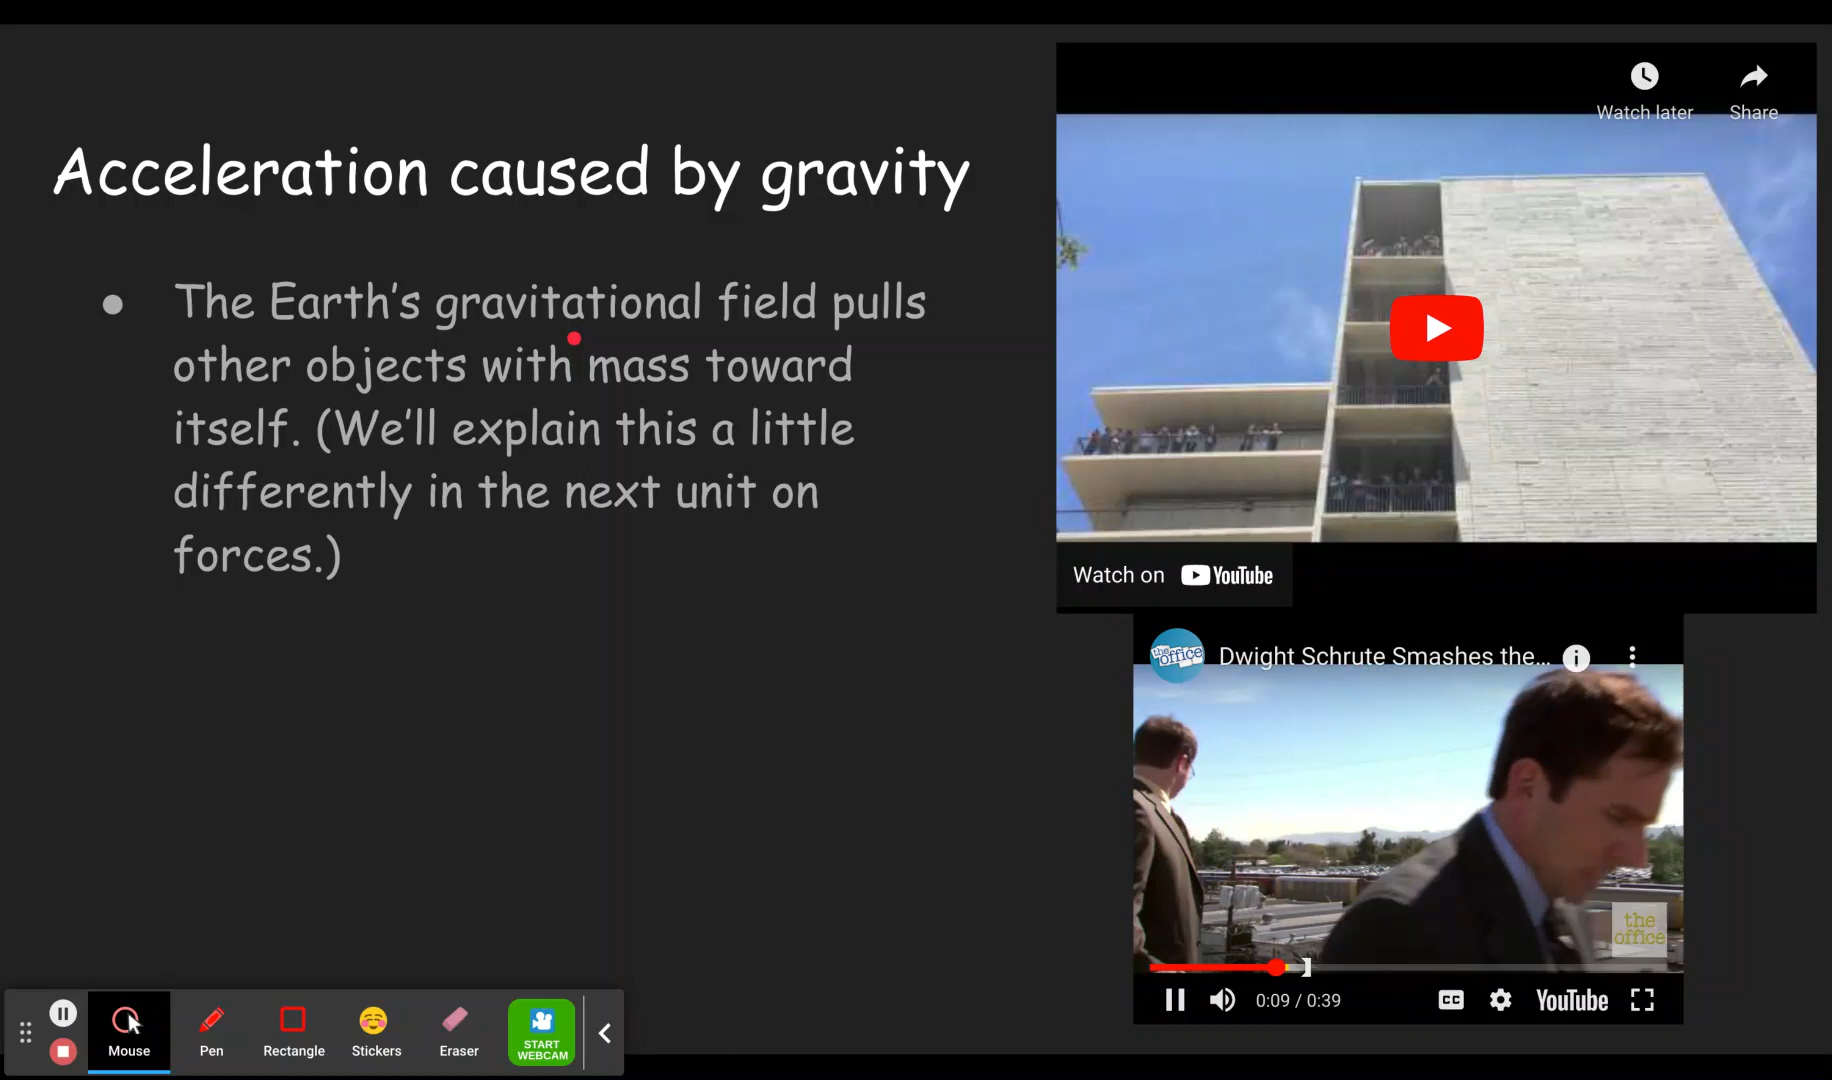 Acceleration caused by gravity
● The Earth's gravitational field pulls
other objects with mass toward
itself. (We'll explain this a little
differently in the next unit on
forces.)
Watch later
Share
Watch on YouTube
the office
Dwight Schrute Smashes the...
the
office
0:09 / 0:39
CC
YouTube
Mouse
Pen
Rectangle
Stickers
Eraser
START
WEBCAM